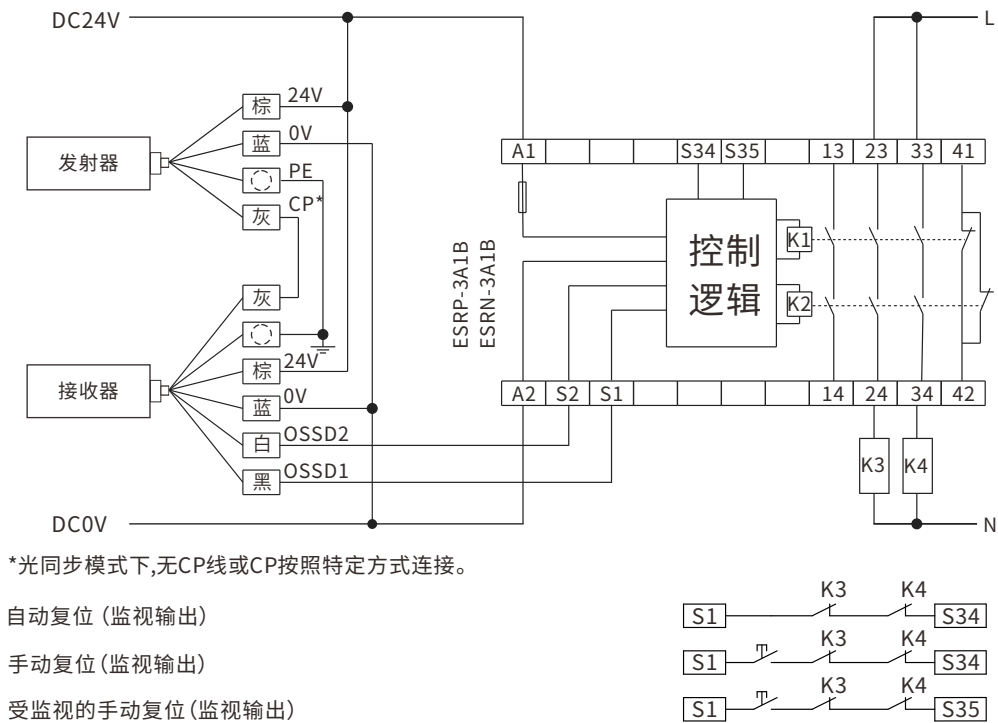 DC24V
L
棕 24V
蓝 0V
发射器
PE
灰 CP*
A1 S34 S35 13 23 33 41
控制
逻辑
K1
K2
ESRP-3A1B
ESRN-3A1B
灰
棕 24V
接收器
蓝 0V
白 OSSD2
黑 OSSD1
A2 S2 S1 14 24 34 42
K3 K4
DC0V
N
*光同步模式下,无CP线或CP按照特定方式连接。
自动复位(监视输出)
S1 K3 K4 S34
手动复位(监视输出)
S1 K3 K4 S34
受监视的手动复位(监视输出)
S1 K3 K4 S35